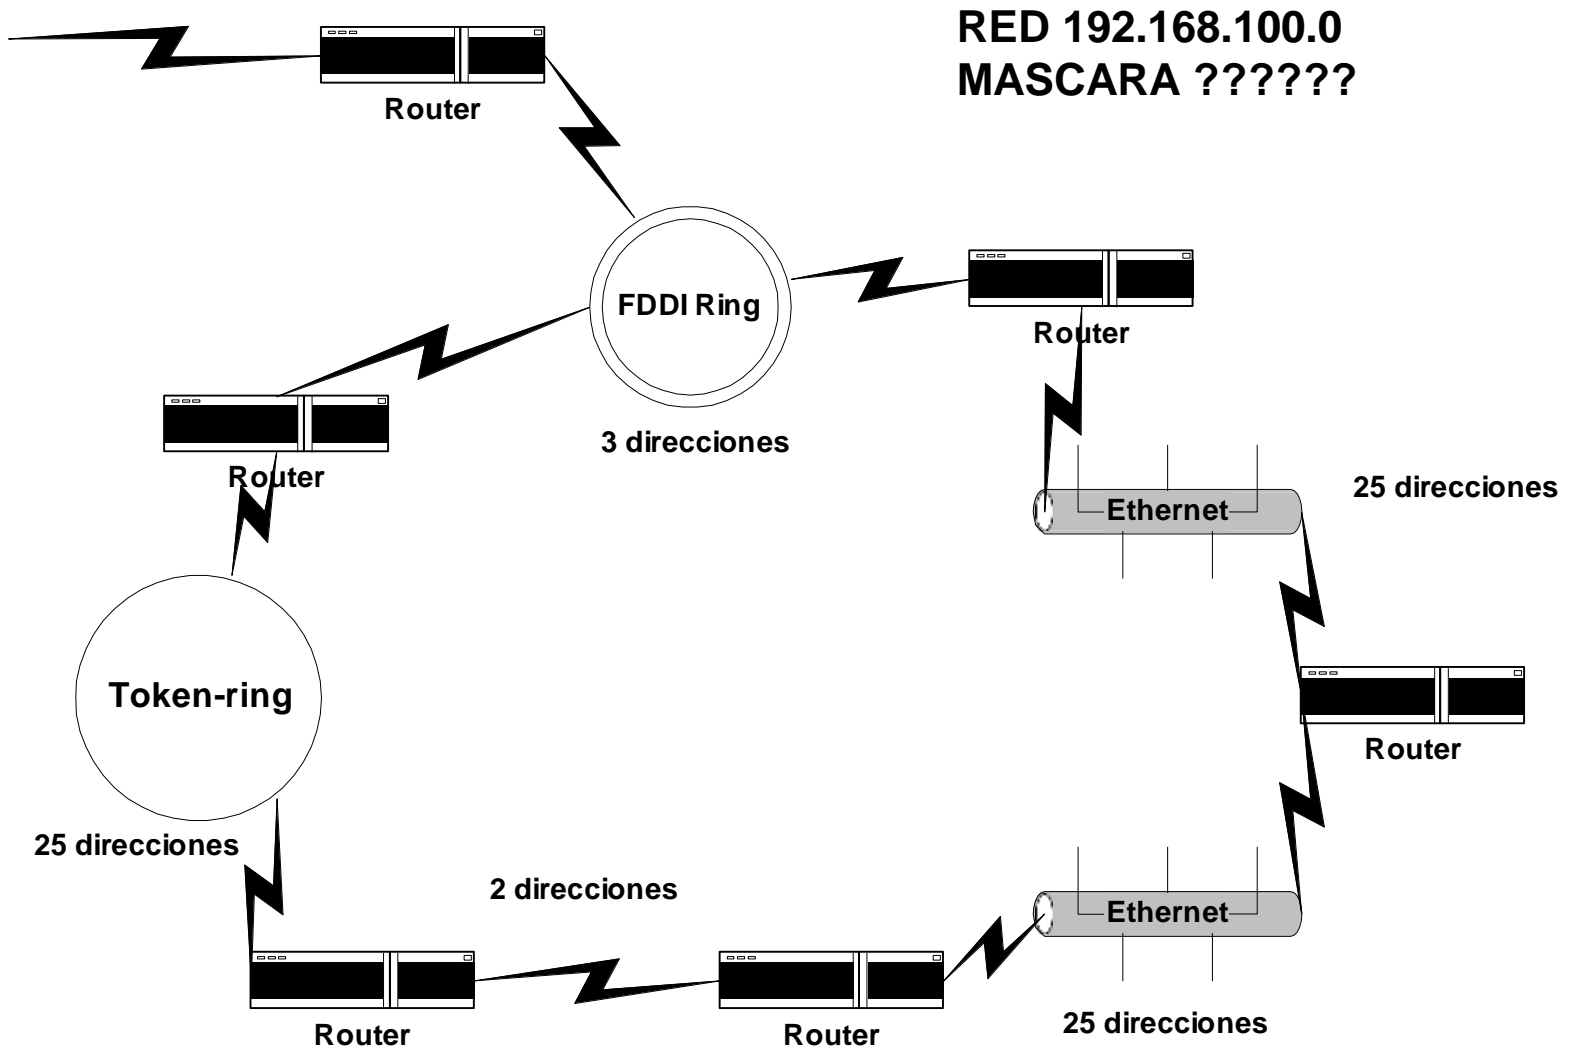 RED 192.168.100.0
MASCARA ??????
Router
FDDI Ring
Router
3 direcciones
Router
25 direcciones
Ethernet
Token-ring
Router
25 direcciones
2 direcciones
Ethernet
25 direcciones
Router
Router